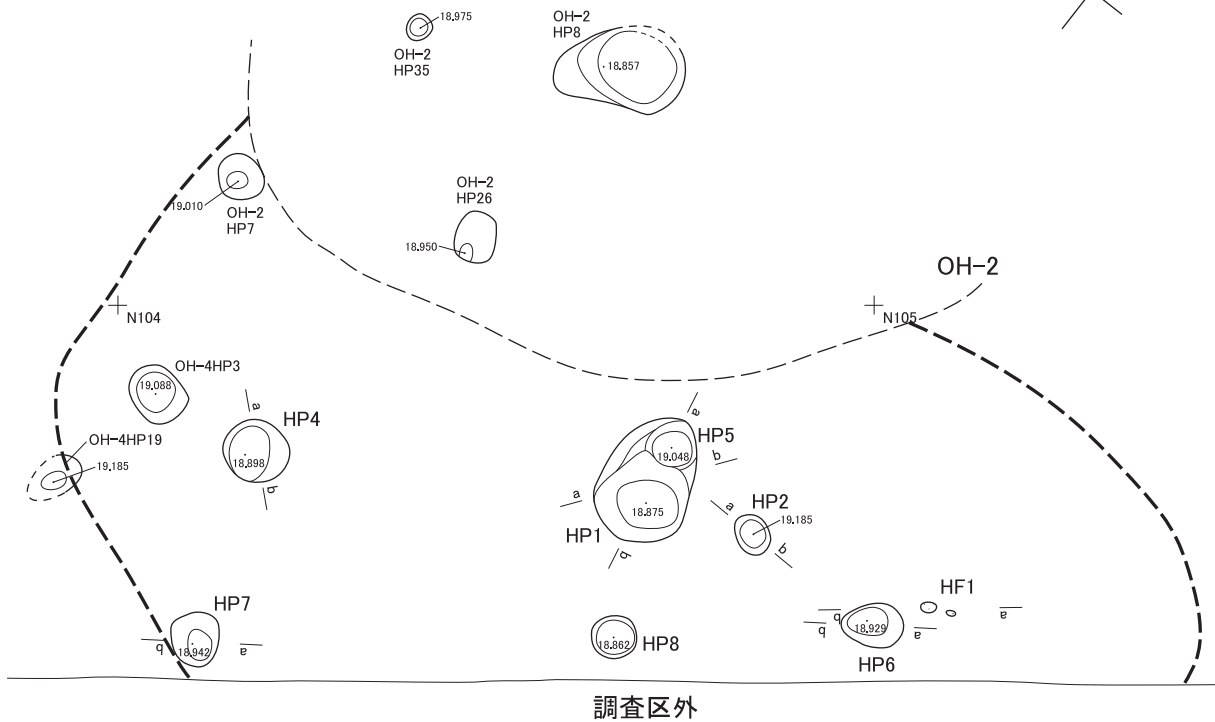 18.975
OH-2
HP35
OH-2
HP8
18.857
19.010
OH-2
HP7
OH-2
HP26
18.950
OH-2
N104
N105
OH-4HP3
19.088
a
HP4
18.898
b
OH-4HP19
19.185
a
HP5
19.048
b
a
18.875
HP1
b
a
HP2
19.185
b
HP7
b
18.942
a
18.862
HP8
b
b
18.929
a
HP6
HF1
a
調査区外